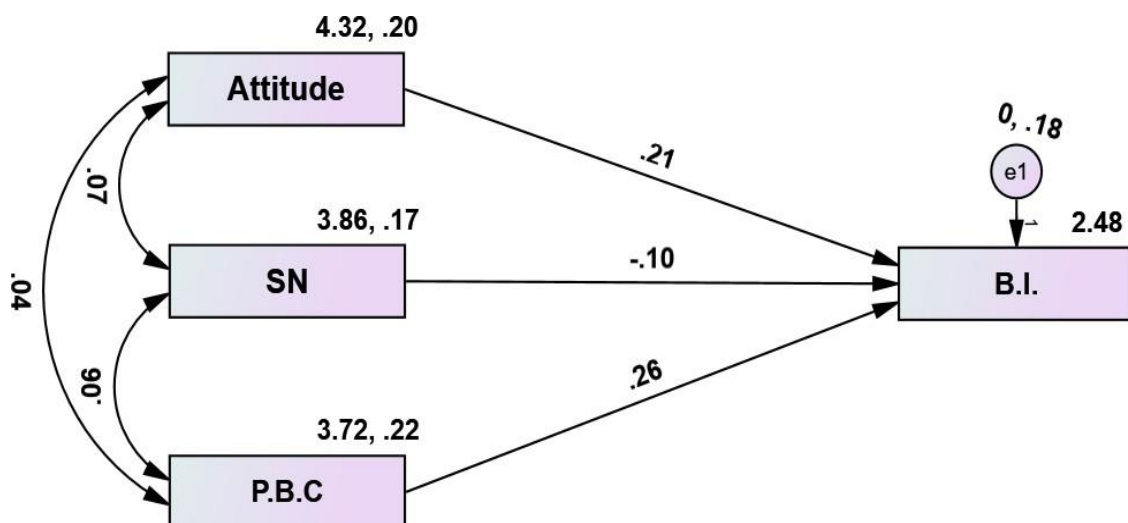 4.32, .20
Attitude
.21
0, .18
e1
1
2.48
B.I.
.07
3.86, .17
SN
-.10
.04
.06
3.72, .22
P.B.C
.26